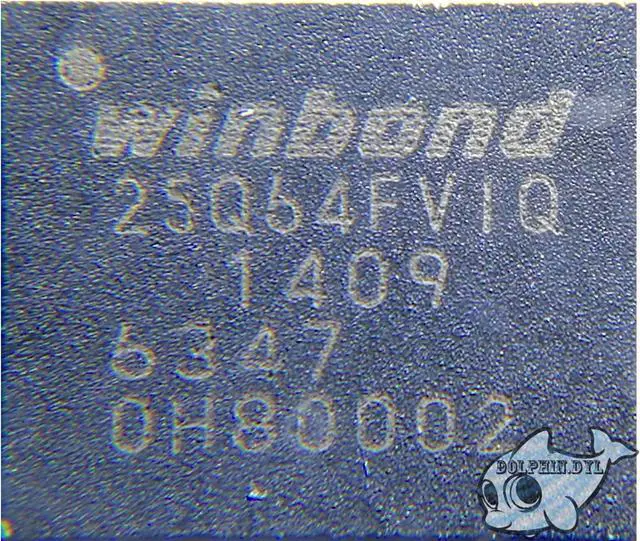 winbond
25Q64FVIQ
1409
6347
0H80002
DOLPHIN.DYL